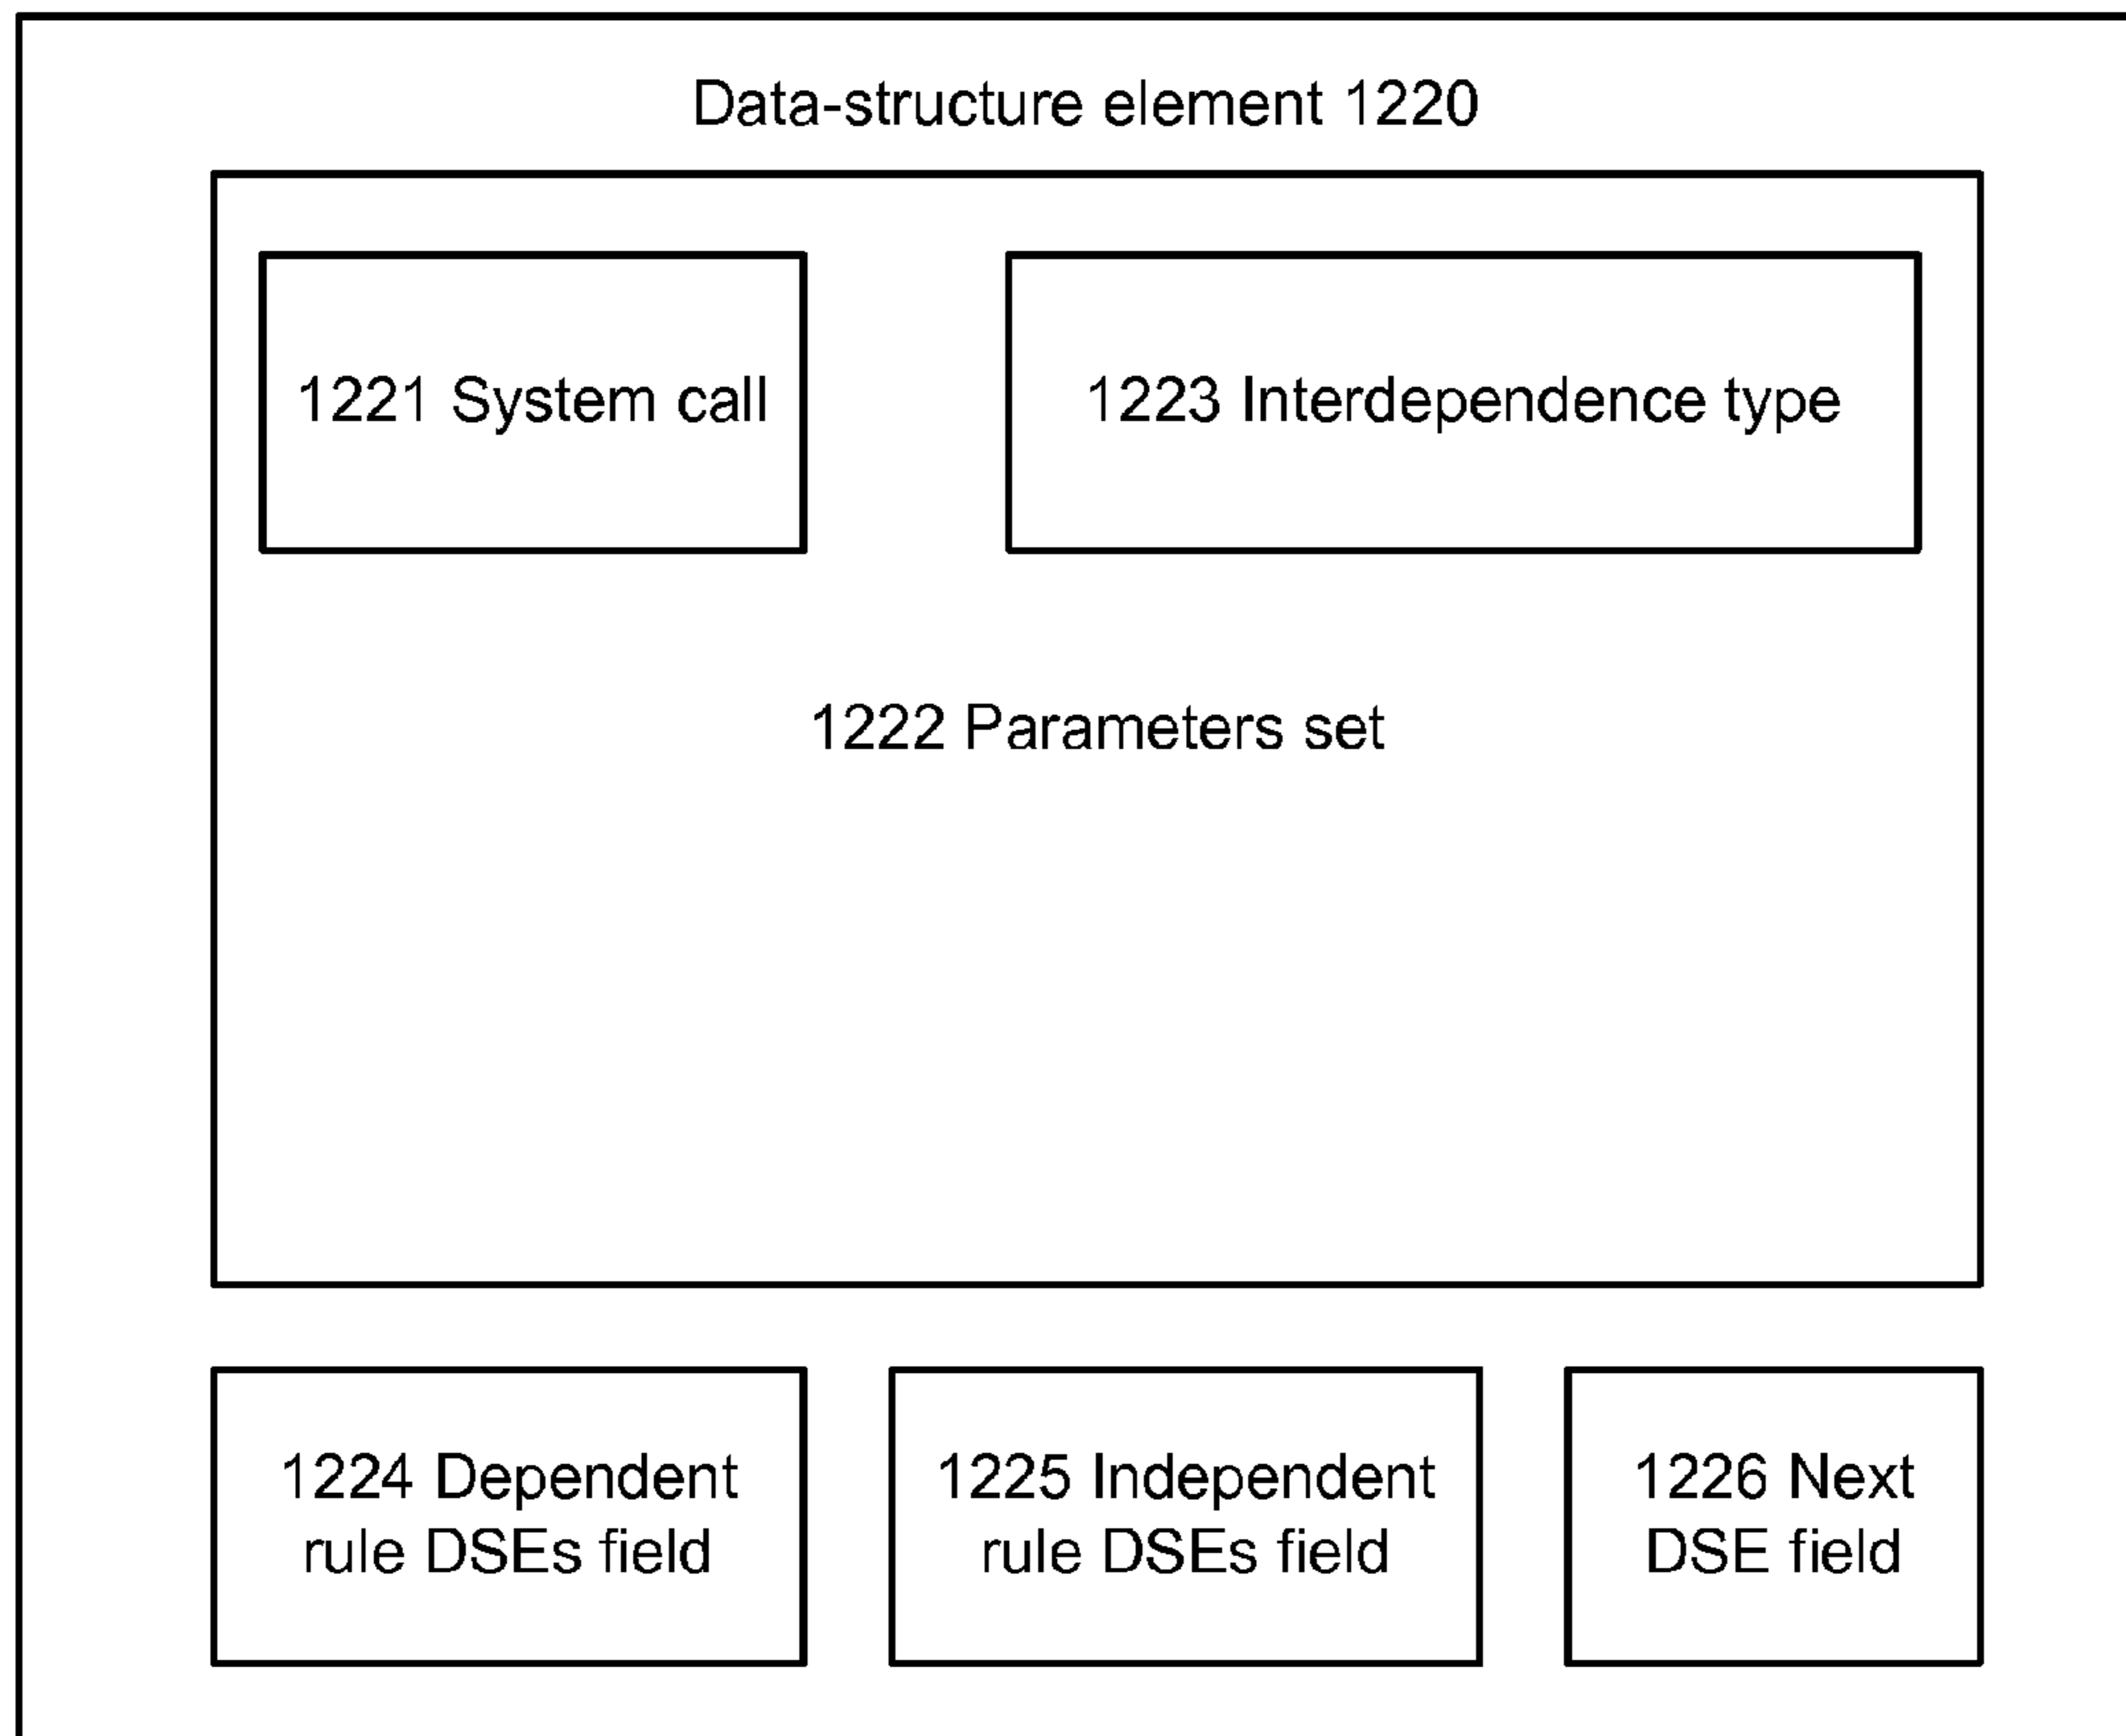 Data-structure element 1220
1221 System call
1223 Interdependence type
1222 Parameters set
1224 Dependent
rule DSEs field
1225 Independent
rule DSEs field
1226 Next
DSE field